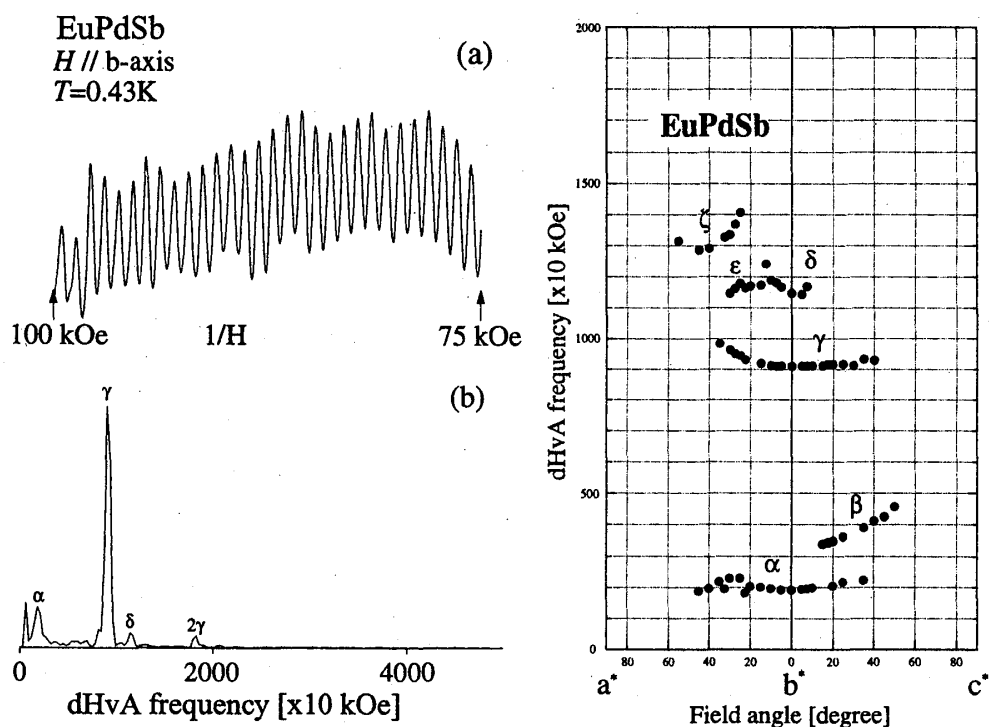 EuPdSb
H // b-axis
T=0.43K
(a)
100 kOe
1/H
75 kOe
(b)
γ
α
δ
2γ
0
2000
4000
dHvA frequency [x10 kOe]
2000
1500
1000
500
0
dHvA frequency [x10 kOe]
EuPdSb
ζ
ε
δ
γ
β
α
80 60 40 20 0 20 40 60 80
a* b* c*
Field angle [degree]